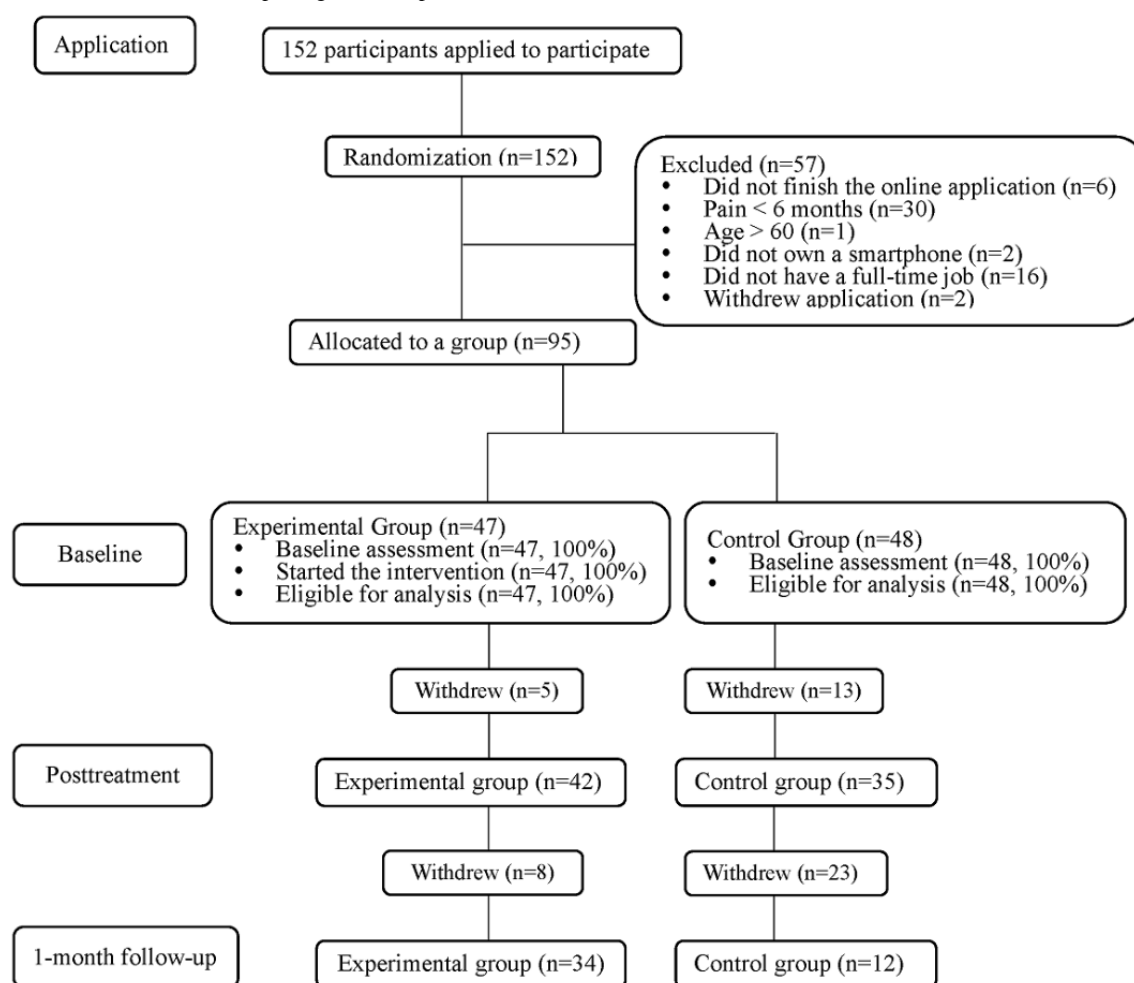 Application
152 participants applied to participate
Randomization (n=152)
Excluded (n=57)
• Did not finish the online application (n=6)
• Pain < 6 months (n=30)
• Age > 60 (n=1)
• Did not own a smartphone (n=2)
• Did not have a full-time job (n=16)
• Withdrew application (n=2)
Allocated to a group (n=95)
Baseline
Experimental Group (n=47)
• Baseline assessment (n=47, 100%)
• Started the intervention (n=47, 100%)
• Eligible for analysis (n=47, 100%)
Control Group (n=48)
• Baseline assessment (n=48, 100%)
• Eligible for analysis (n=48, 100%)
Withdrew (n=5)
Withdrew (n=13)
Posttreatment
Experimental group (n=42)
Control group (n=35)
Withdrew (n=8)
Withdrew (n=23)
1-month follow-up
Experimental group (n=34)
Control group (n=12)